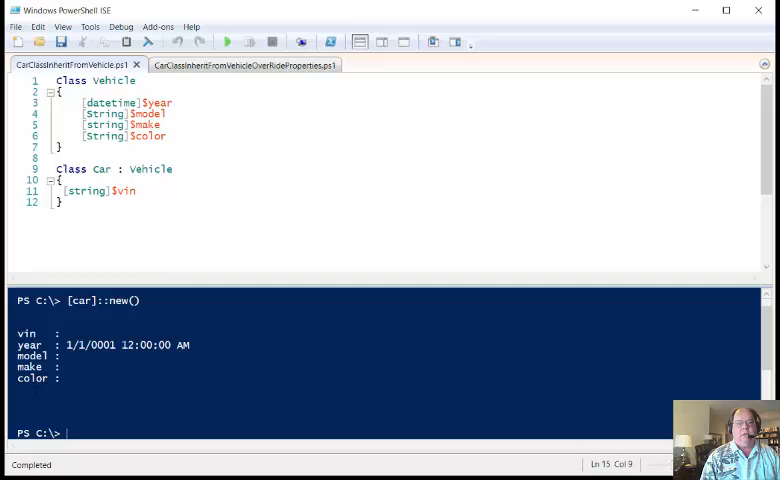 Windows PowerShell ISE
File Edit View Tools Debug Add-ons Help
CarClassInheritFromVehicle.ps1 CarClassInheritFromVehicleOverRideProperties.ps1
1 Class Vehicle
2 {
3 [datetime]$year
4 [String]$model
5 [string]$make
6 [String]$color
7 }
8
9 Class Car : Vehicle
10 {
11 [string]$vin
12 }
PS C:\> [car]::new()
vin :
year : 1/1/0001 12:00:00 AM
model :
make :
color :
PS C:\>
Completed Ln 15 Col 9